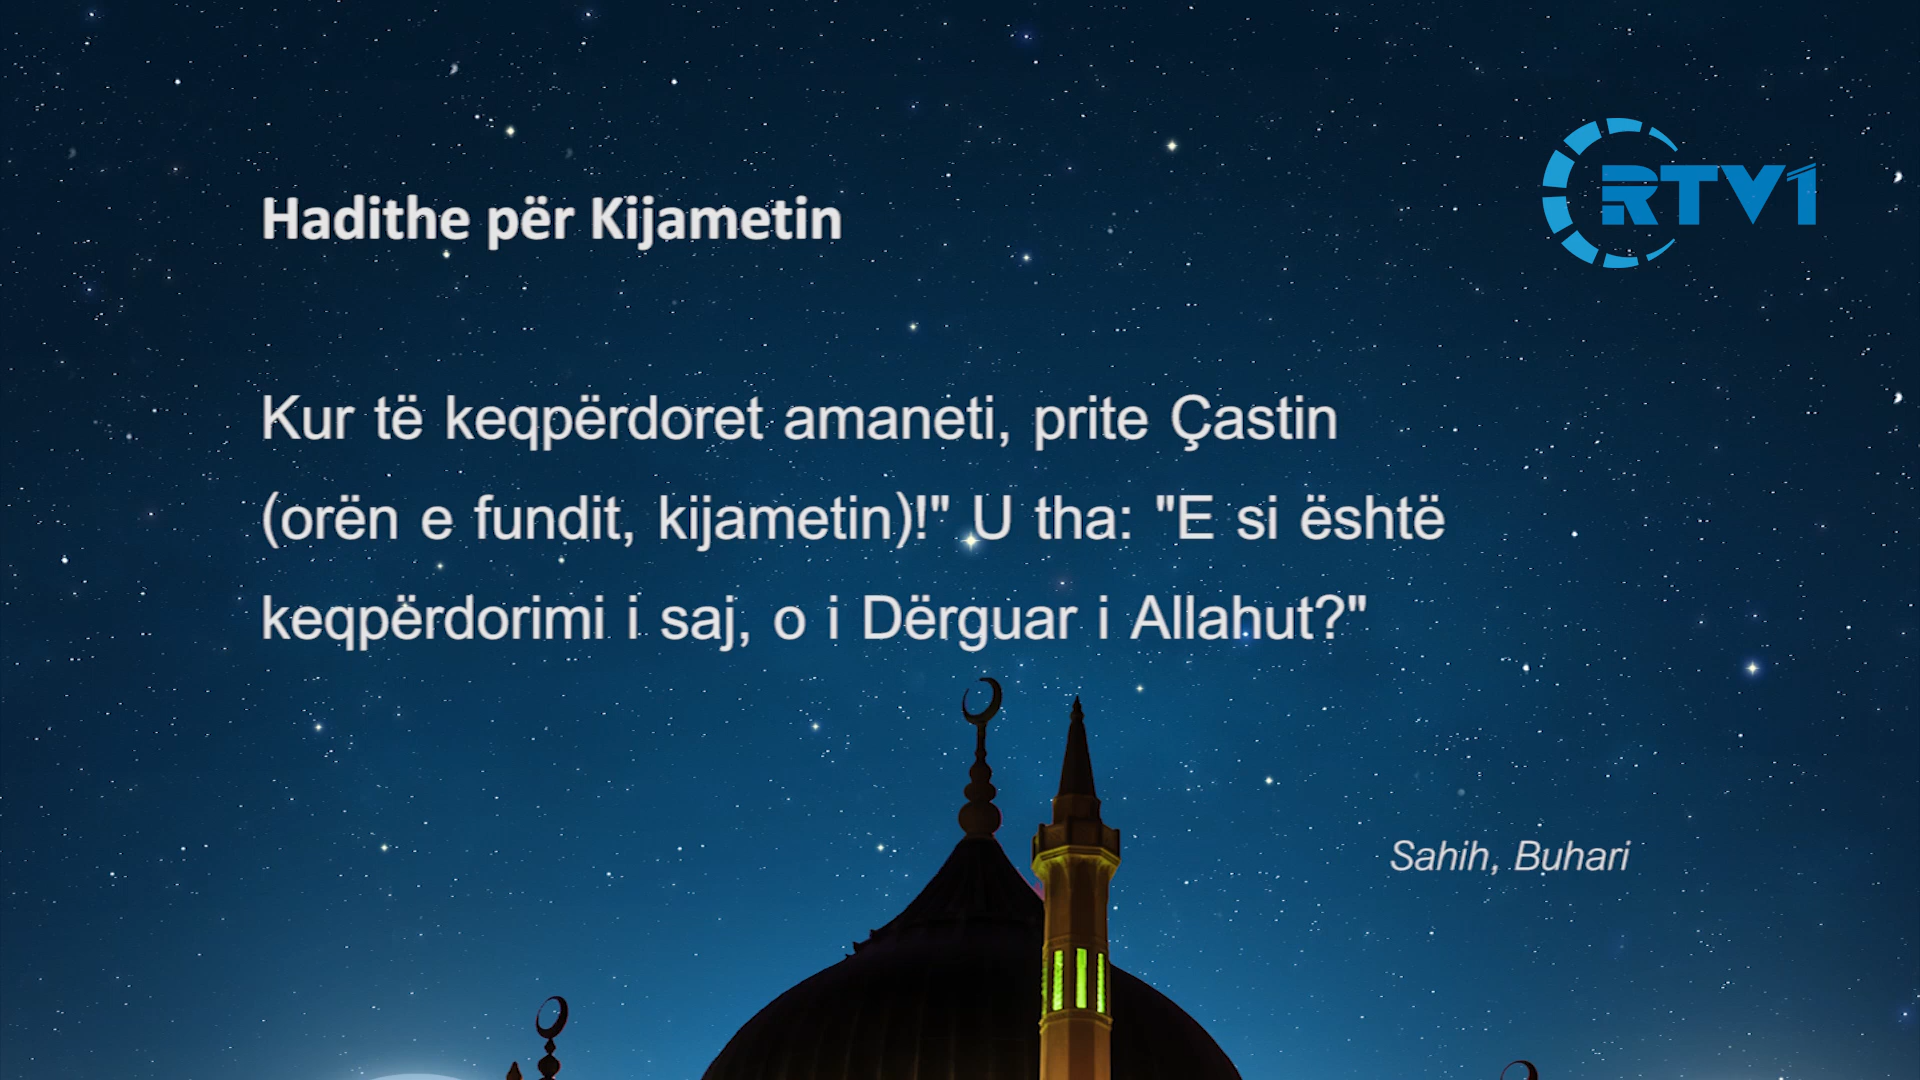 RTV1
Hadithe për Kijametin
Kur të keqpërdoret amaneti, prite Çastin
(orën e fundit, kijametin)!" U tha: "E si është
keqpërdorimi i saj, o i Dërguar i Allahut?"
Sahih, Buhari